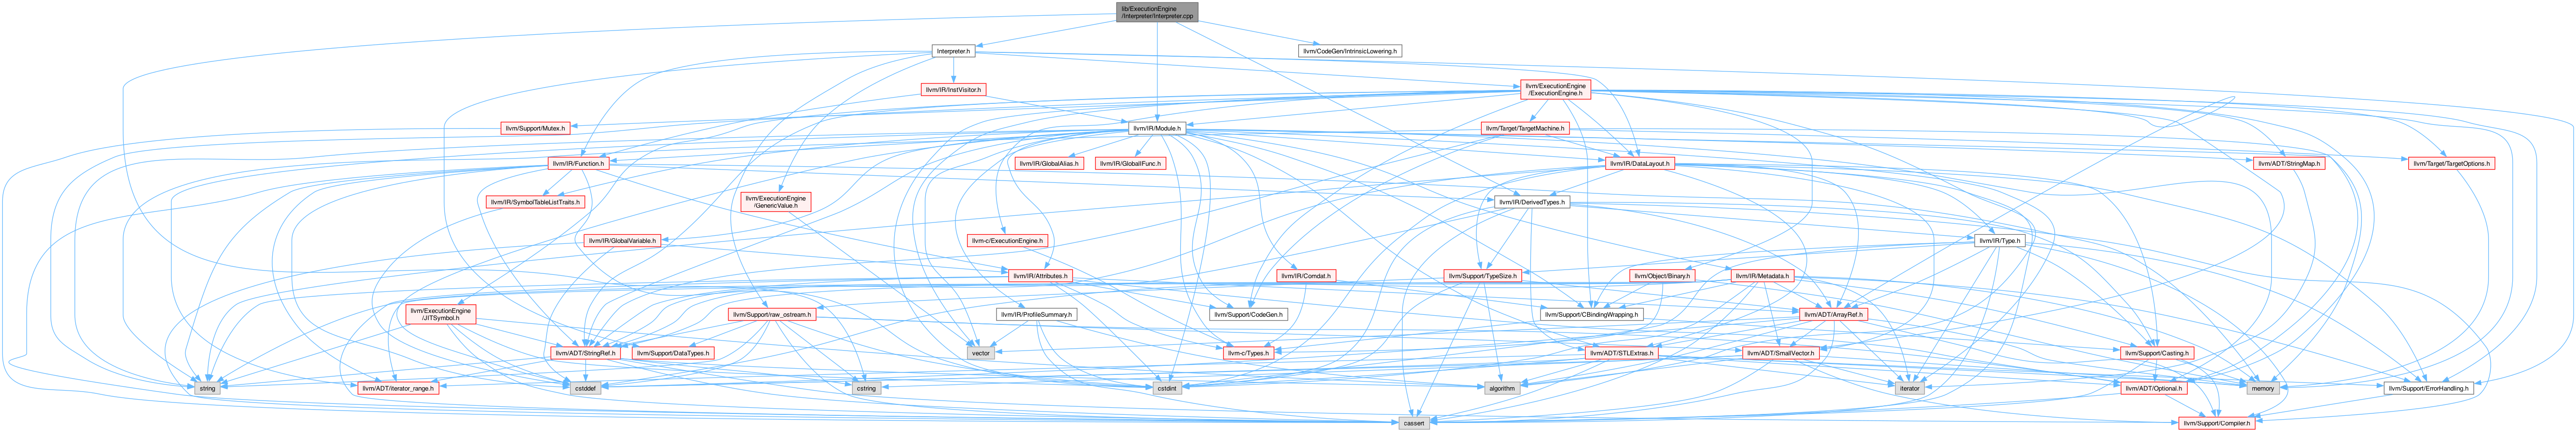 lib/ExecutionEngine
/Interpreter/Interpreter.cpp
Interpreter.h
llvm/CodeGen/IntrinsicLowering.h
llvm/IR/InstVisitor.h
llvm/ExecutionEngine
/ExecutionEngine.h
llvm/Support/Mutex.h
llvm/IR/Module.h
llvm/Target/TargetMachine.h
llvm/IR/Function.h
llvm/IR/GlobalAlias.h
llvm/IR/GlobalIFunc.h
llvm/IR/DataLayout.h
llvm/ADT/StringMap.h
llvm/Target/TargetOptions.h
llvm/IR/SymbolTableListTraits.h
llvm/ExecutionEngine
/GenericValue.h
llvm/IR/DerivedTypes.h
llvm/IR/GlobalVariable.h
llvm-c/ExecutionEngine.h
llvm/IR/Type.h
llvm/IR/Attributes.h
llvm/IR/Comdat.h
llvm/Support/TypeSize.h
llvm/Object/Binary.h
llvm/IR/Metadata.h
llvm/ExecutionEngine
/JITSymbol.h
llvm/Support/raw_ostream.h
llvm/IR/ProfileSummary.h
llvm/Support/CodeGen.h
llvm/Support/CBindingWrapping.h
llvm/ADT/ArrayRef.h
llvm/ADT/StringRef.h
llvm/Support/DataTypes.h
vector
llvm-c/Types.h
llvm/ADT/STLExtras.h
llvm/ADT/SmallVector.h
llvm/Support/Casting.h
string
llvm/ADT/iterator_range.h
cstddef
cstring
cstdint
algorithm
iterator
llvm/ADT/Optional.h
memory
llvm/Support/ErrorHandling.h
cassert
llvm/Support/Compiler.h